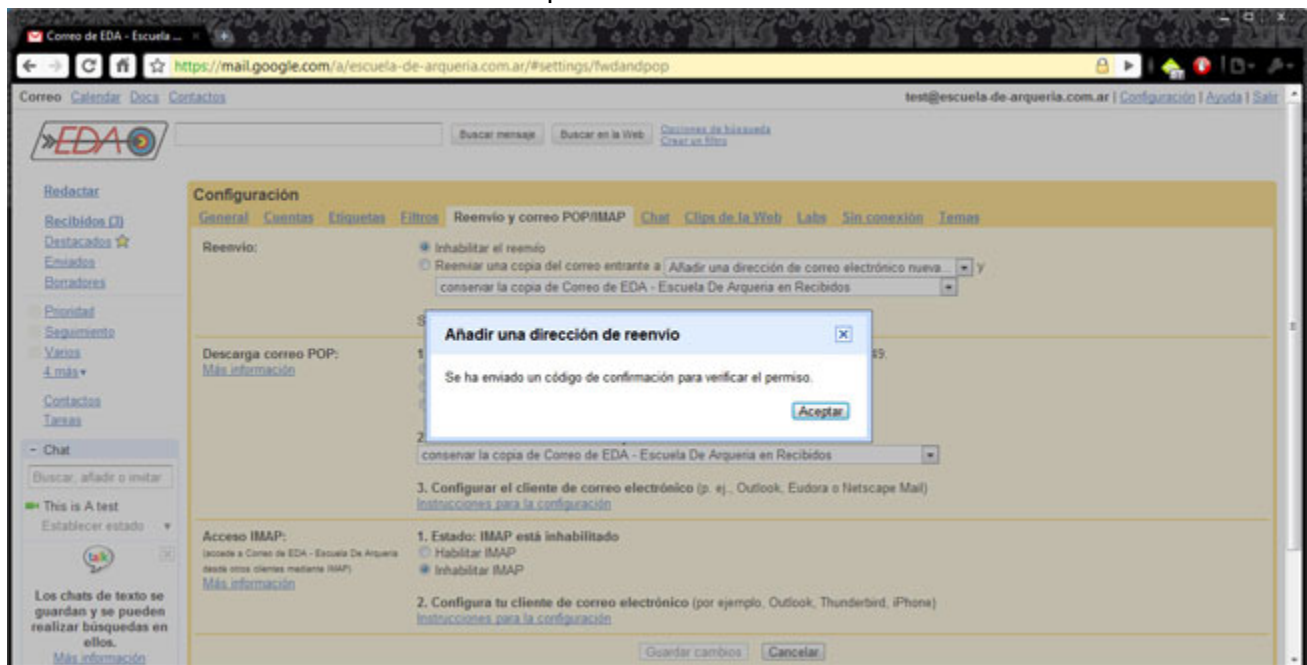 Correo de EDA - Escuela ...
https://mail.google.com/a/escuela-de-arqueria.com.ar/#settings/fwdandpop
Correo Calendar Docs Contactos test@escuela-de-arqueria.com.ar | Configuración | Ayuda | Salir
EDA
Buscar mensaje Buscar en la Web Opciones de búsqueda
Crear un filtro
Redactar
Recibidos (3)
Destacados
Enviados
Borradores
Prioridad
Seguimiento
Varios
4 más
Contactos
Tareas
- Chat
Buscar, añadir o invitar
This is A test
Establecer estado
talk
Los chats de texto se
guardan y se pueden
realizar búsquedas en
ellos.
Más información
Configuración
General Cuentas Etiquetas Filtros Reenvío y correo POP/IMAP Chat Clips de la Web Labs Sin conexión Temas
Reenvío: Inhabilitar el reenvío
Reenviar una copia del correo entrante a Añadir una dirección de correo electrónico nueva... y
conservar la copia de Correo de EDA - Escuela De Arqueria en Recibidos
S
Añadir una dirección de reenvío
Se ha enviado un código de confirmación para verificar el permiso.
Aceptar
Descarga correo POP: 1 49.
Más información
2
conservar la copia de Correo de EDA - Escuela De Arqueria en Recibidos
3. Configurar el cliente de correo electrónico (p. ej., Outlook, Eudora o Netscape Mail)
Instrucciones para la configuración
Acceso IMAP: 1. Estado: IMAP está inhabilitado
(accede a Correo de EDA - Escuela De Arqueria Habilitar IMAP
desde otros clientes mediante IMAP) Inhabilitar IMAP
Más información
2. Configura tu cliente de correo electrónico (por ejemplo, Outlook, Thunderbird, iPhone)
Instrucciones para la configuración
Guardar cambios Cancelar